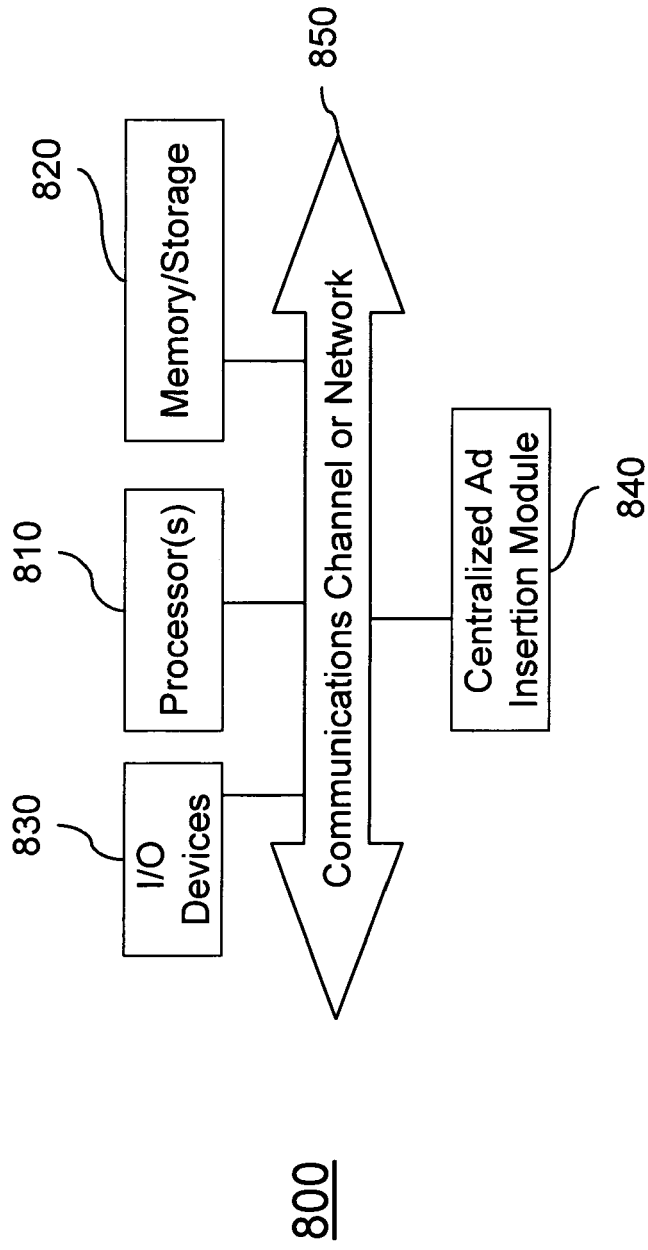 830
810
820
I/O
Devices
Processor(s)
Memory/Storage
850
Communications Channel or Network
Centralized Ad
Insertion Module
840
800